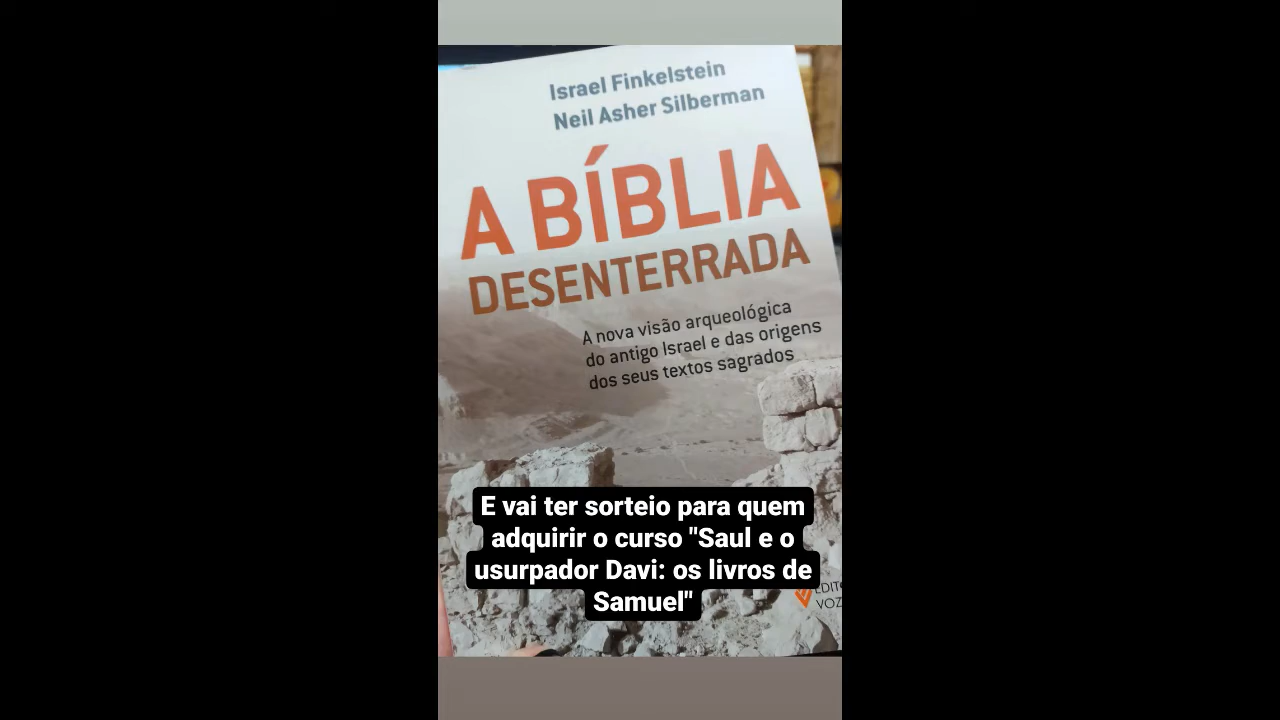 Israel Finkelstein
Neil Asher Silberman
A BÍBLIA
DESENTERRADA
A nova visão arqueológica
do antigo Israel e das origens
dos seus textos sagrados
E vai ter sorteio para quem
adquirir o curso "Saul e o
usurpador Davi: os livros de
Samuel"